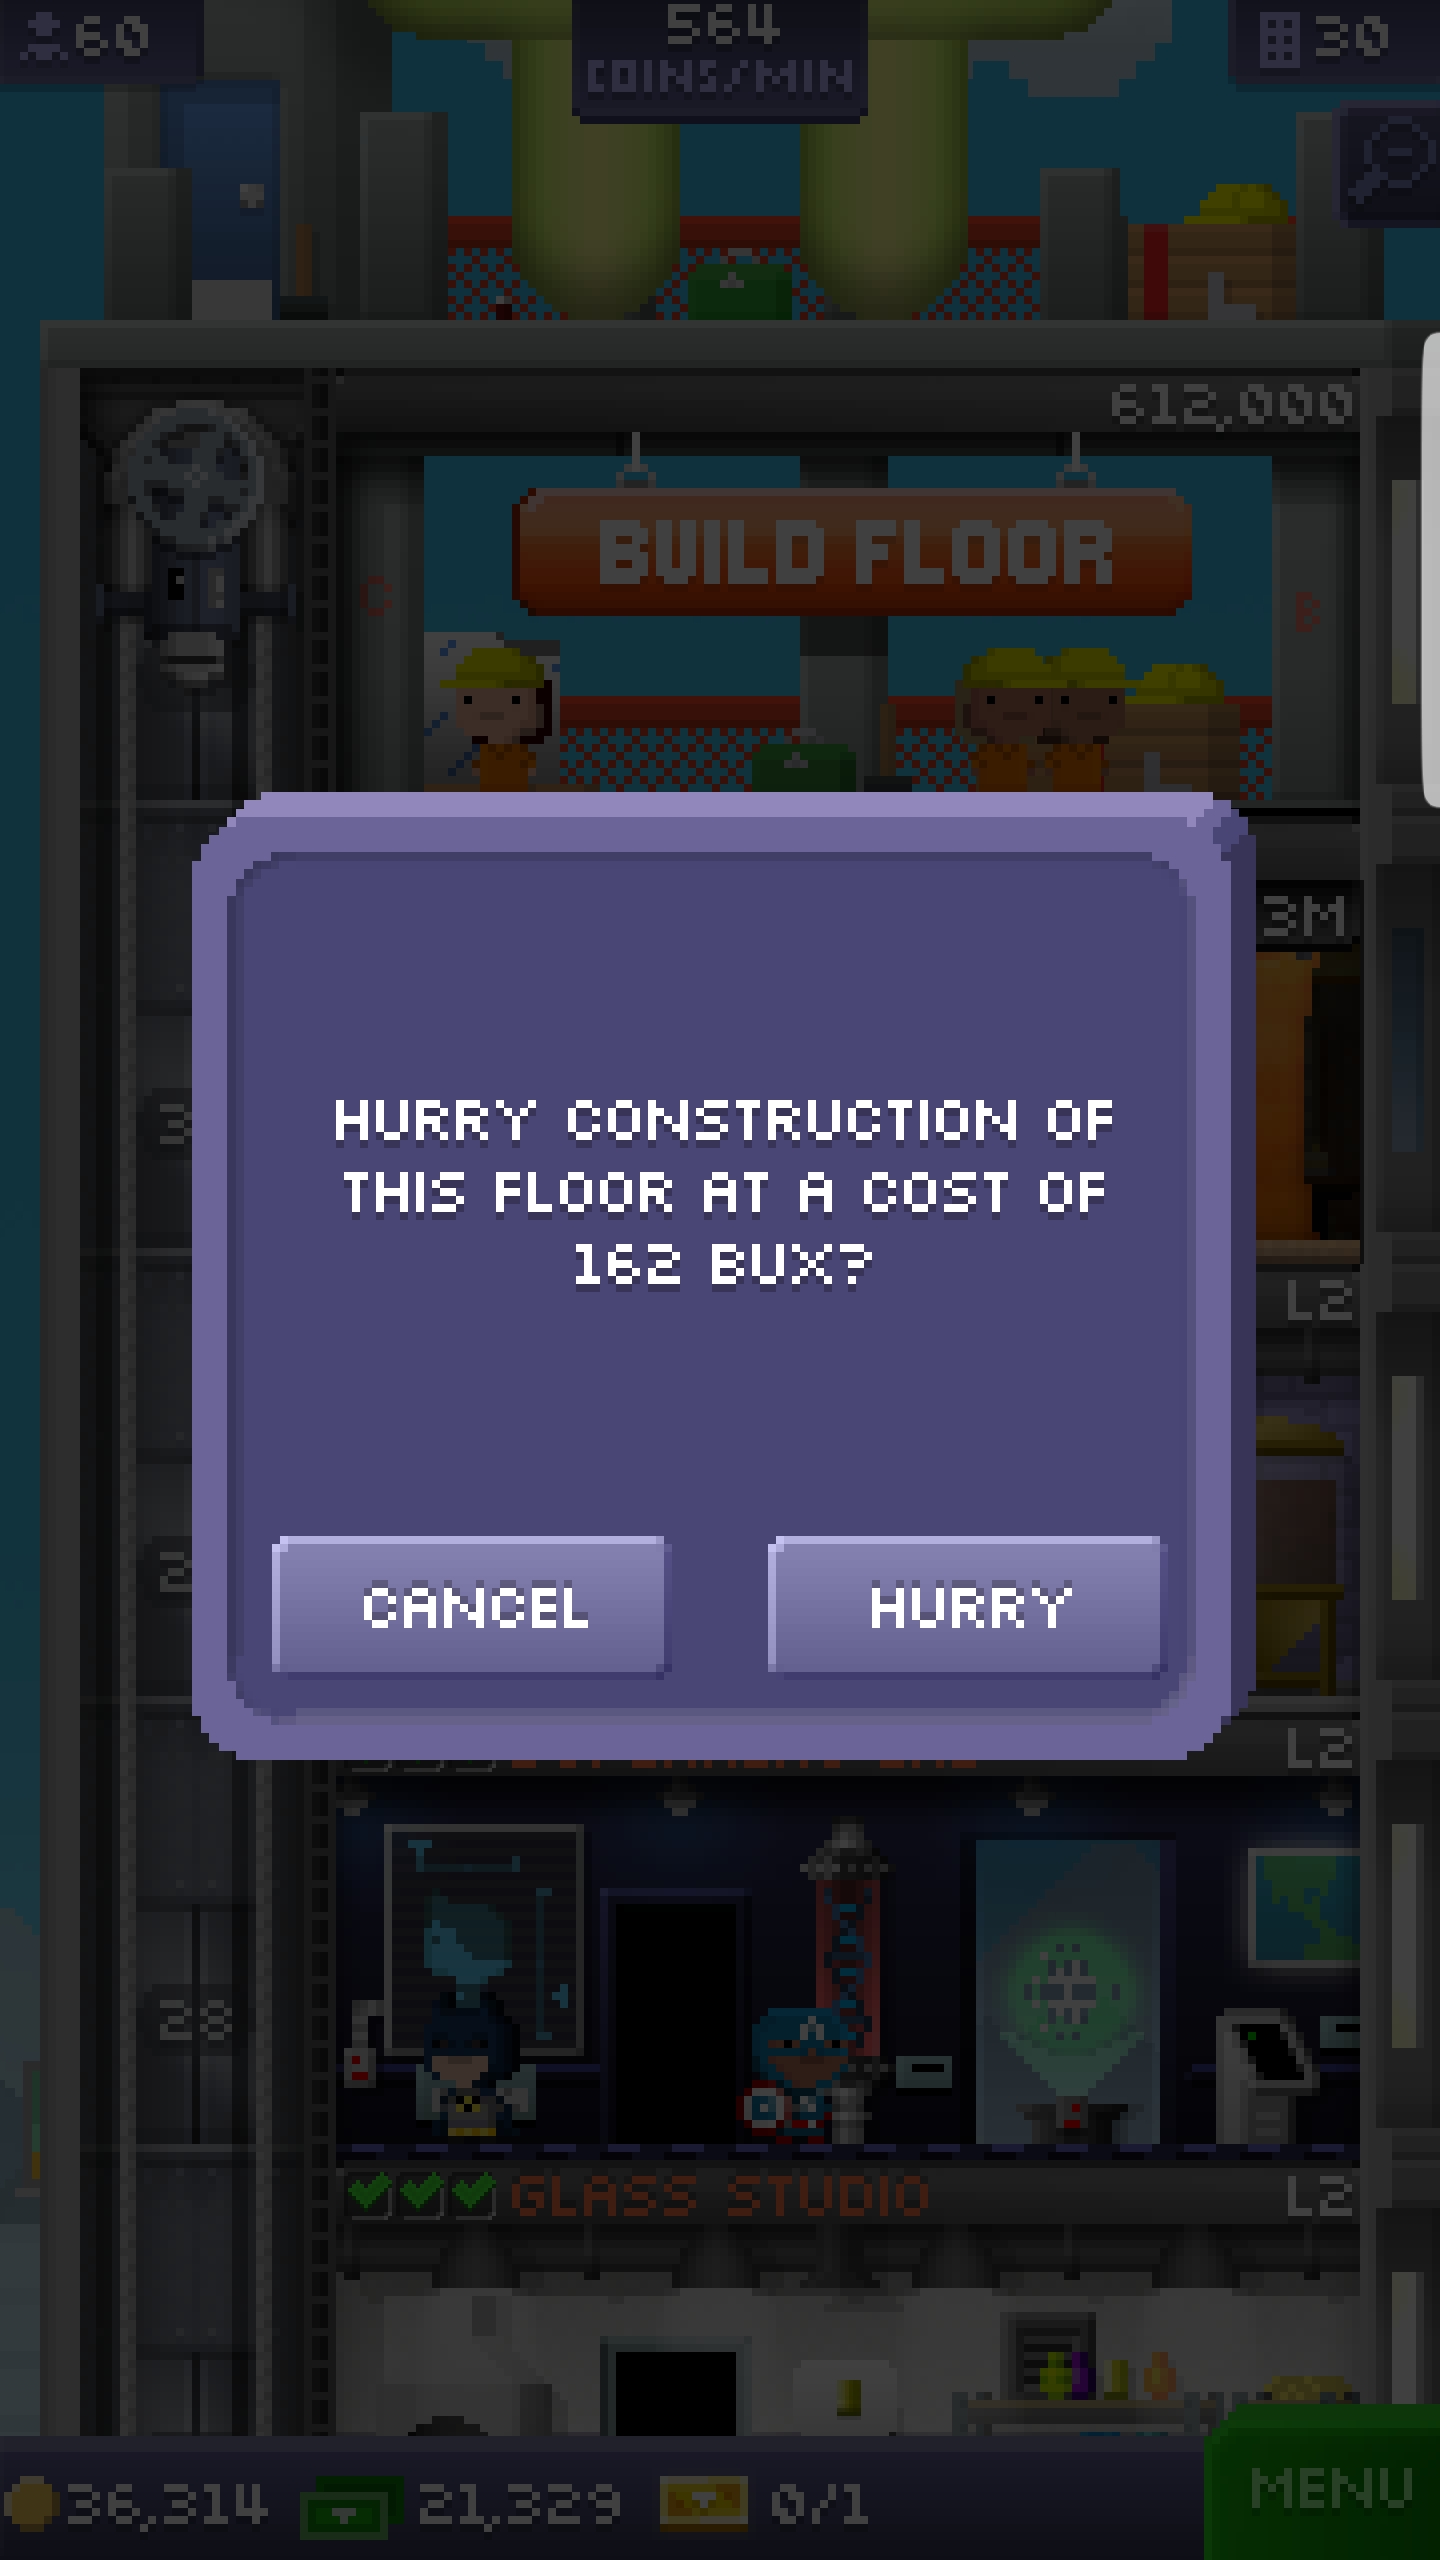 60
564
COINS/MIN
30
612,000
BUILD FLOOR
C
B
3M
HURRY CONSTRUCTION OF
THIS FLOOR AT A COST OF
162 BUX?
L2
CANCEL
HURRY
L2
28
GLASS STUDIO
L2
36,314
21,329
0/1
MENU